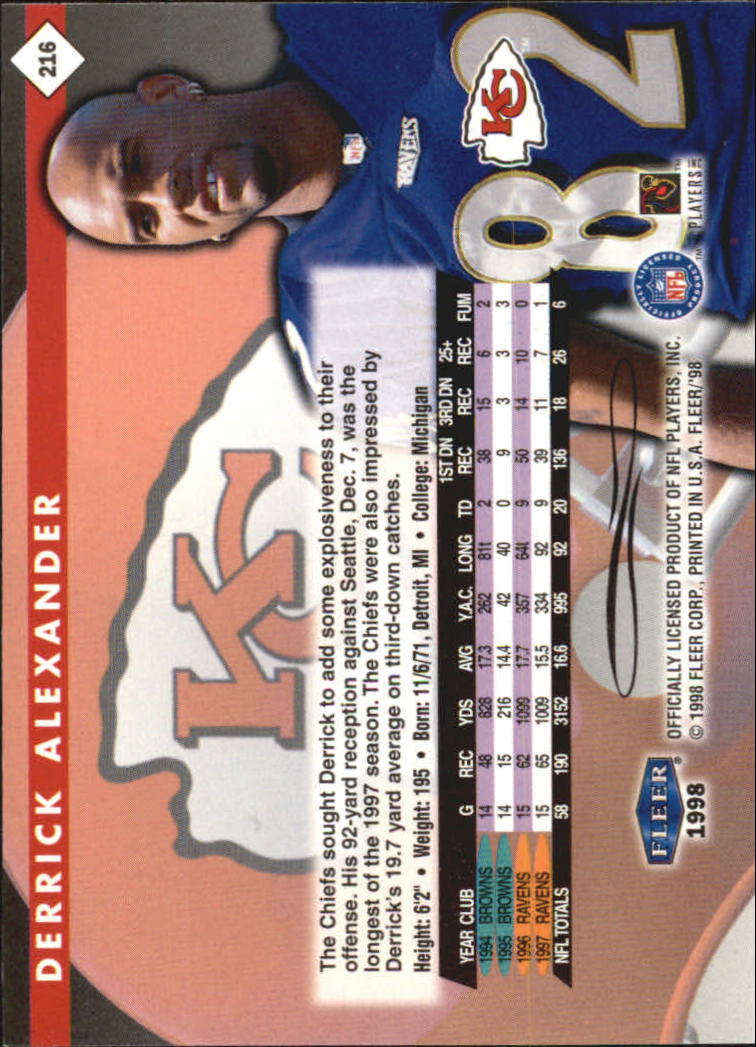 216
DERRICK ALEXANDER
RAVENS
NFL
82
KC
The Chiefs sought Derrick to add some explosiveness to their
offense. His 92-yard reception against Seattle, Dec. 7, was the
longest of the 1997 season. The Chiefs were also impressed by
Derrick's 19.7 yard average on third-down catches.
Height: 6'2" • Weight: 195 • Born: 11/6/71, Detroit, MI • College: Michigan
1ST DN 3RD DN 25+
YEAR CLUB G REC YDS AVG Y.A.C. LONG TD REC REC REC FUM
1994 BROWNS 14 48 828 17.3 262 81t 2 38 15 6 2
1995 BROWNS 14 15 216 14.4 42 40 0 9 3 3 3
1996 RAVENS 15 62 1099 17.7 357 64t 9 50 14 10 0
1997 RAVENS 15 65 1009 15.5 334 92 9 39 11 7 1
NFL TOTALS 58 190 3152 16.6 995 92 20 136 18 26 6
FLEER®
1998
OFFICIALLY LICENSED PRODUCT OF NFL PLAYERS, INC.
© 1998 FLEER CORP., PRINTED IN U.S.A. FLEER/'98
OFFICIALLY LICENSED PRODUCT
NFL
PLAYERS INC
KC